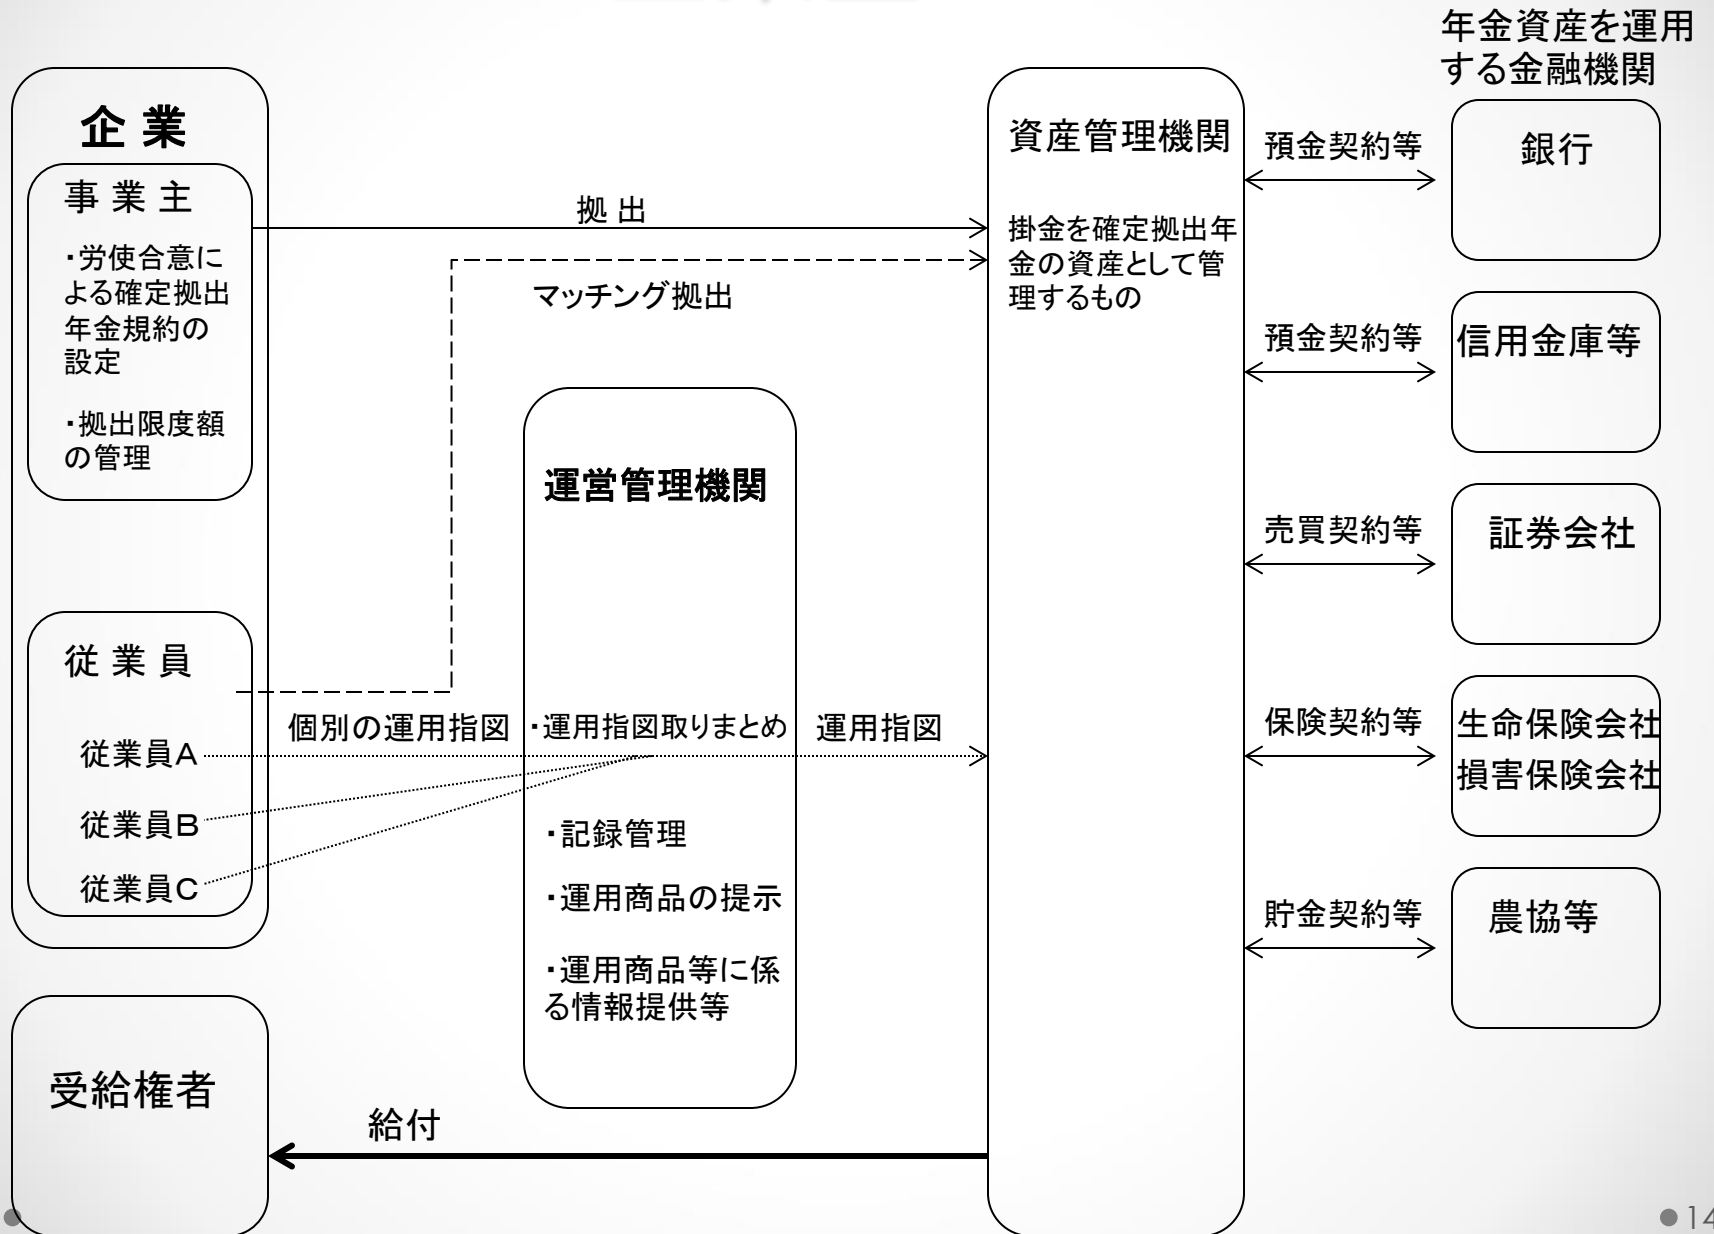 年金資産を運用
する金融機関
企 業
事 業 主
・労使合意に
よる確定拠出
年金規約の
設定
・拠出限度額
の管理
従 業 員
従業員A
従業員B
従業員C
受給権者
拠 出
マッチング拠出
個別の運用指図
運営管理機関
・運用指図取りまとめ
・記録管理
・運用商品の提示
・運用商品等に係
る情報提供等
運用指図
給付
資産管理機関
掛金を確定拠出年
金の資産として管
理するもの
預金契約等
銀行
預金契約等
信用金庫等
売買契約等
証券会社
保険契約等
生命保険会社
損害保険会社
貯金契約等
農協等
14